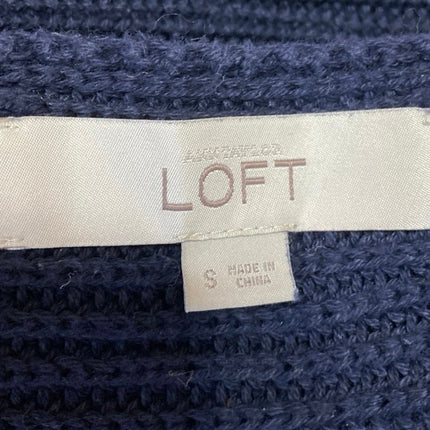 ANN TAYLOR
LOFT
S
MADE IN
CHINA